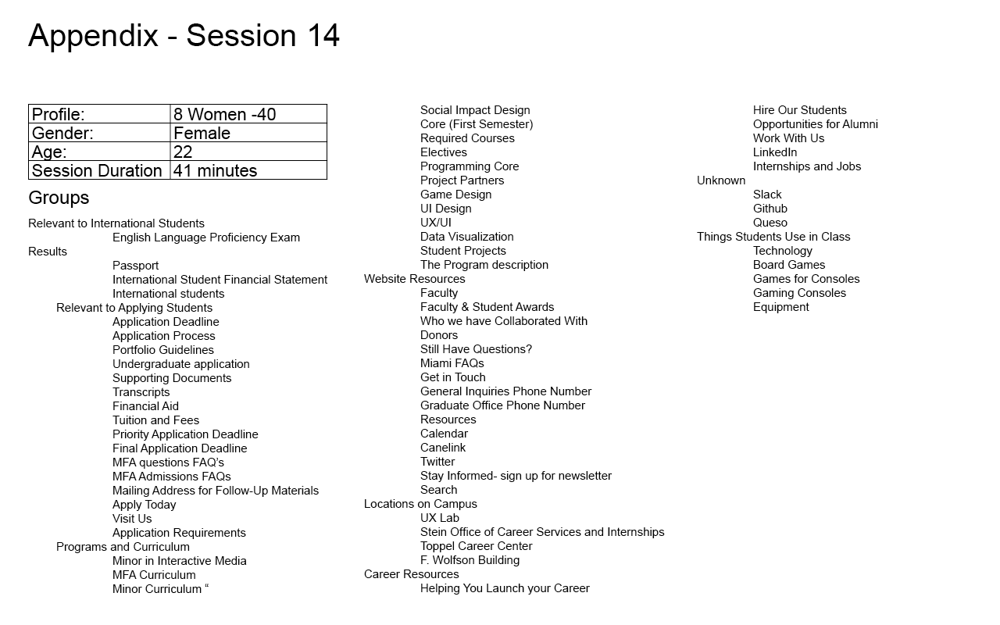 Appendix - Session 14
Profile: 8 Women -40
Gender: Female
Age: 22
Session Duration 41 minutes
Groups
Relevant to International Students
English Language Proficiency Exam
Results
Passport
International Student Financial Statement
International students
Relevant to Applying Students
Application Deadline
Application Process
Portfolio Guidelines
Undergraduate application
Supporting Documents
Transcripts
Financial Aid
Tuition and Fees
Priority Application Deadline
Final Application Deadline
MFA questions FAQ’s
MFA Admissions FAQs
Mailing Address for Follow-Up Materials
Apply Today
Visit Us
Application Requirements
Programs and Curriculum
Minor in Interactive Media
MFA Curriculum
Minor Curriculum “
Social Impact Design
Core (First Semester)
Required Courses
Electives
Programming Core
Project Partners
Game Design
UI Design
UX/UI
Data Visualization
Student Projects
The Program description
Website Resources
Faculty
Faculty & Student Awards
Who we have Collaborated With
Donors
Still Have Questions?
Miami FAQs
Get in Touch
General Inquiries Phone Number
Graduate Office Phone Number
Resources
Calendar
Canelink
Twitter
Stay Informed- sign up for newsletter
Search
Locations on Campus
UX Lab
Stein Office of Career Services and Internships
Toppel Career Center
F. Wolfson Building
Career Resources
Helping You Launch your Career
Hire Our Students
Opportunities for Alumni
Work With Us
LinkedIn
Internships and Jobs
Unknown
Slack
Github
Queso
Things Students Use in Class
Technology
Board Games
Games for Consoles
Gaming Consoles
Equipment